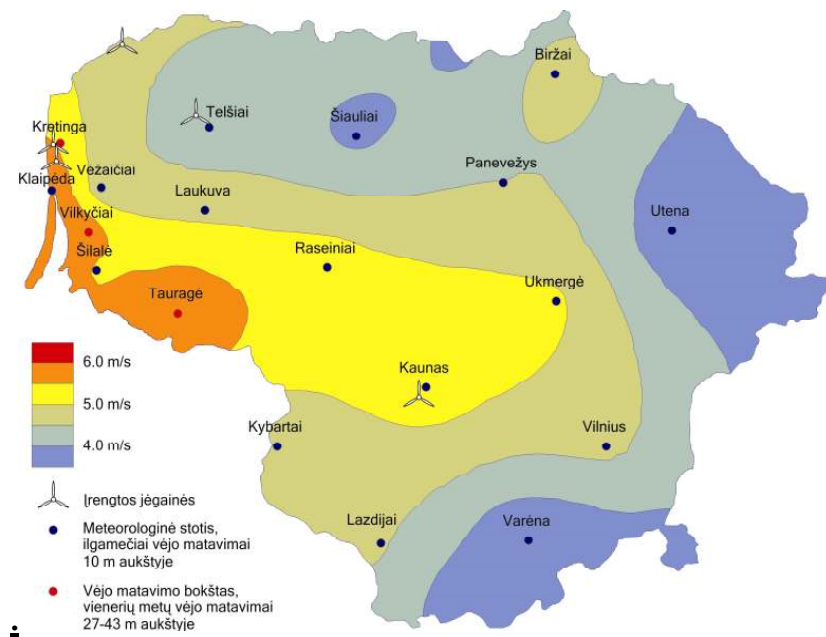 Biržai
Telšiai
Šiauliai
Kretinga
Panevėžys
Vėžaičiai
Klaipėda
Laukuva
Utena
Vilkyčiai
Šilalė
Raseiniai
Ukmergė
Tauragė
6.0 m/s
Kaunas
5.0 m/s
Kybartai
Vilnius
4.0 m/s
Įrengtos jėgainės
Lazdijai
Varėna
Meteorologinė stotis,
ilgamečiai vėjo matavimai
10 m aukštyje
Vėjo matavimo bokštas,
vienerių metų vėjo matavimai
27-43 m aukštyje